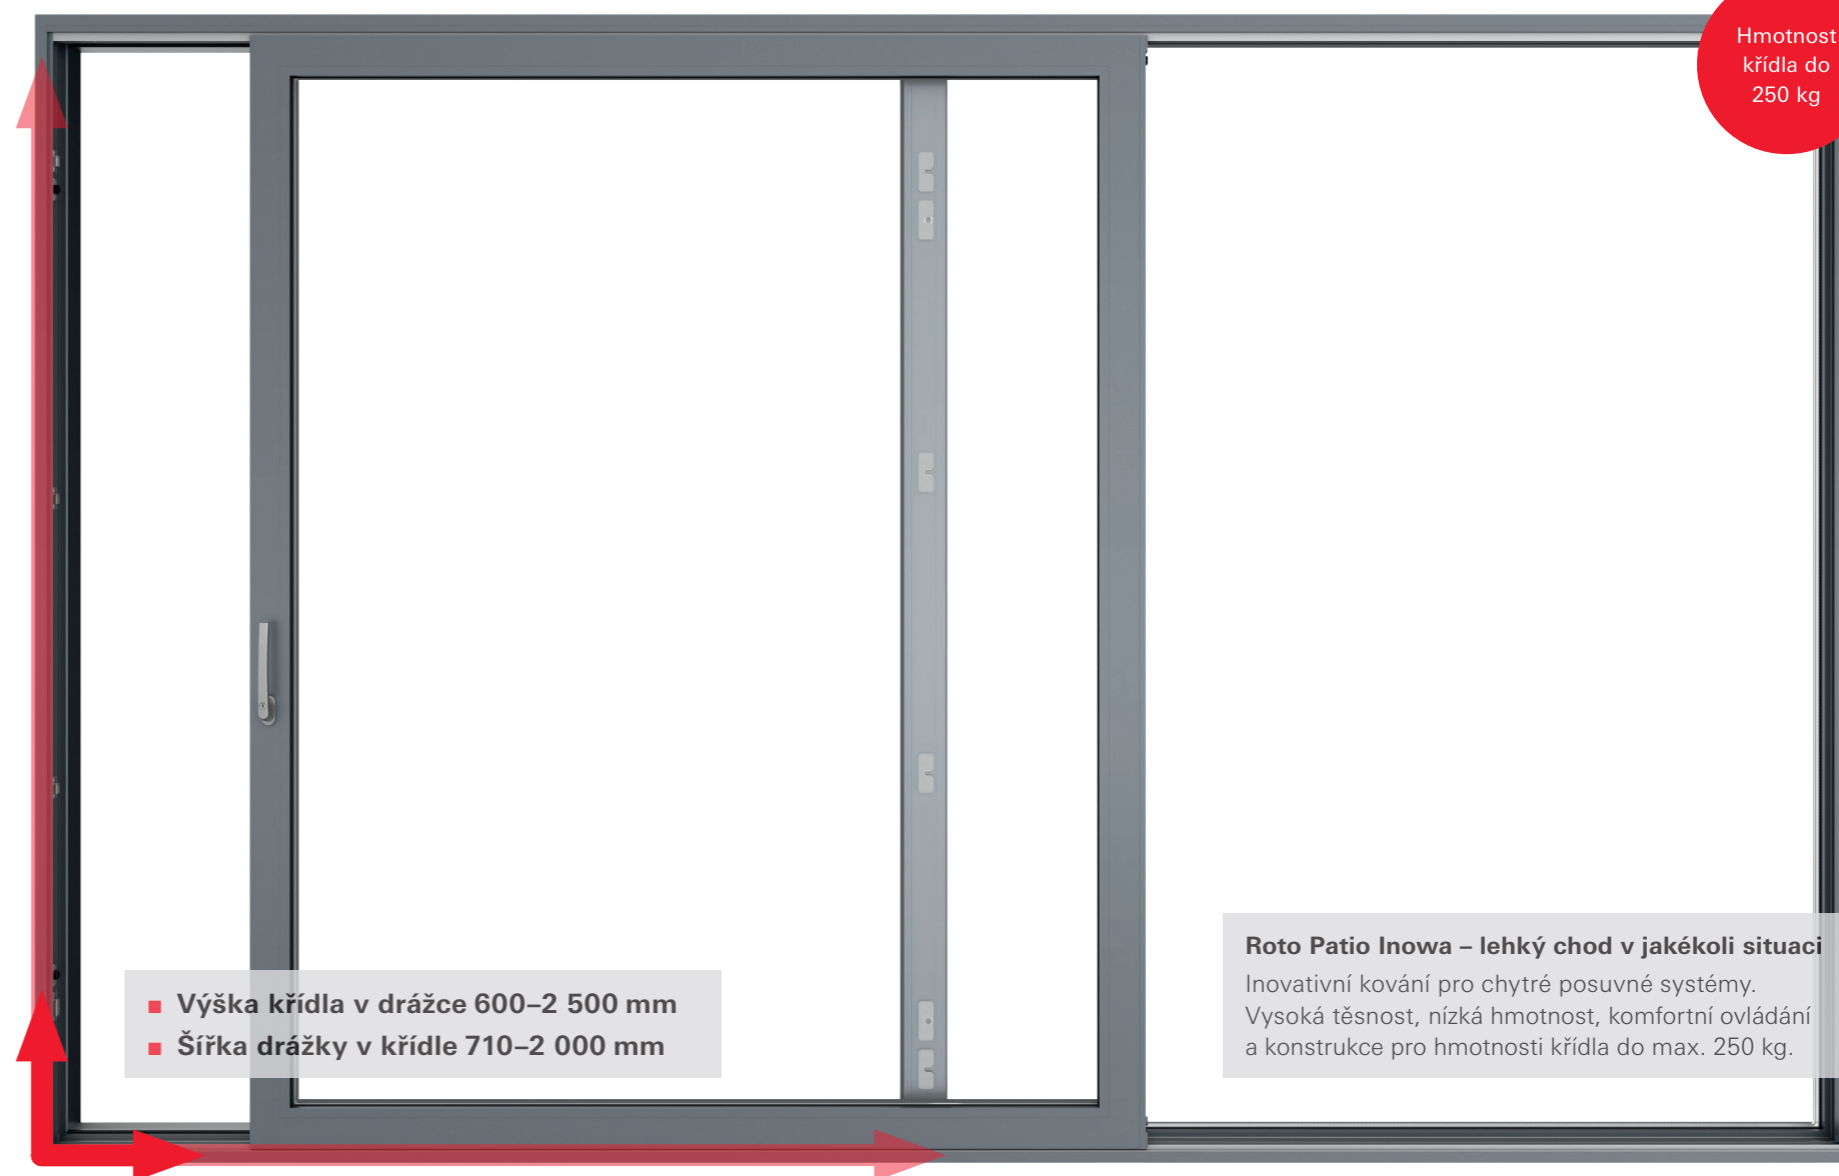 Hmotnost
křídla do
250 kg
Výška křídla v drážce 600–2 500 mm
Šířka drážky v křídle 710–2 000 mm
Roto Patio Inowa – lehký chod v jakékoli situaci
Inovativní kování pro chytré posuvné systémy.
Vysoká těsnost, nízká hmotnost, komfortní ovládání
a konstrukce pro hmotnosti křídla do max. 250 kg.